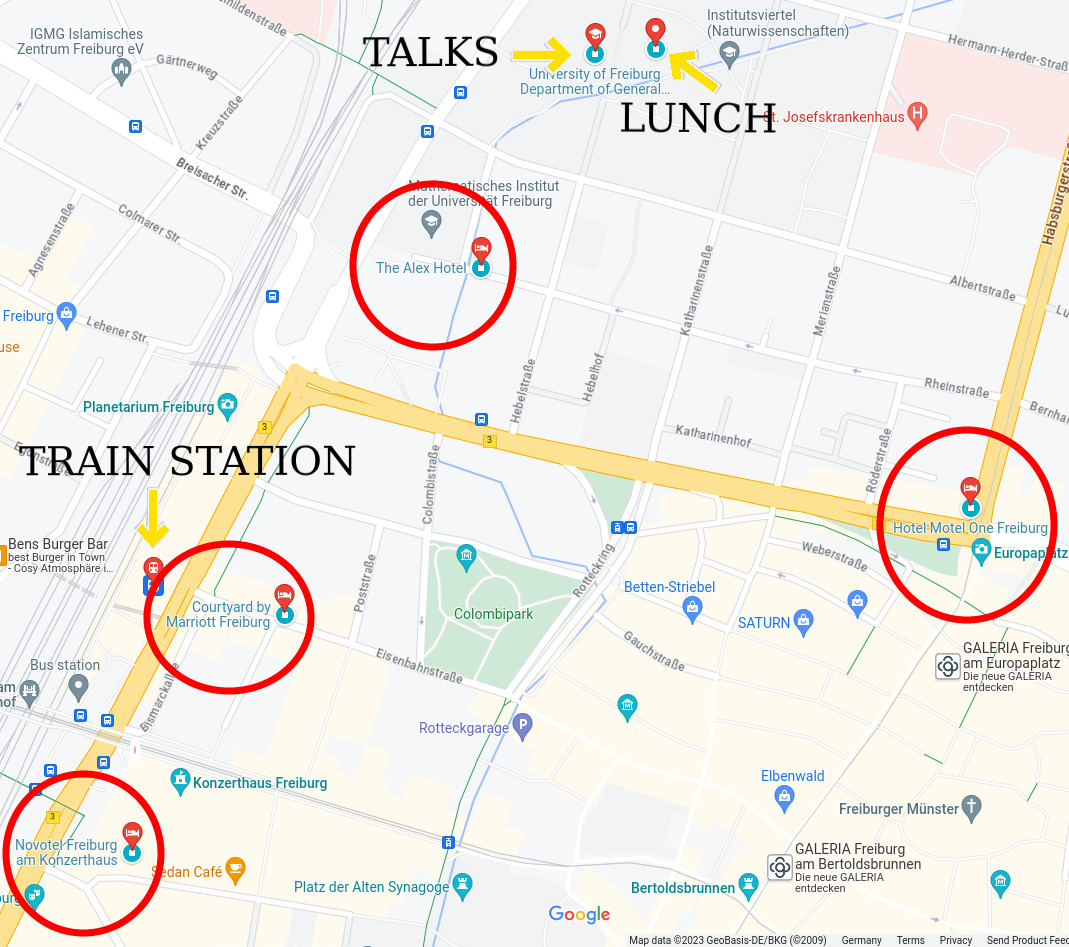 Institutsviertel
(Naturwissenschaften)
IGMG Islamisches
Zentrum Freiburg eV
TALKS
Gärtnerweg
University of Freiburg
Department of General...
LUNCH
St. Josefskrankenhaus
Kreuzstraße
Breisacher Str.
Mathematisches Institut
der Universität Freiburg
Colmarer Str.
Agnesenstraße
The Alex Hotel
Katharinenstraße
Merianstraße
Albertstraße
Freiburg
Lehener Str.
use
Hebelstraße
Hebelhof
Rheinstraße
Planetarium Freiburg
3
3
Katharinenhof
Röderstraße
TRAIN STATION
Colombistraße
Hotel Motel One Freiburg
Europaplatz
Bens Burger Bar
best Burger in Town
- Cosy Atmosphäre i...
Weberstraße
Rotteckring
Poststraße
Betten-Striebel
Courtyard by
Marriott Freiburg
Colombipark
SATURN
Gauchstraße
Eisenbahnstraße
GALERIA Freiburg
am Europaplatz
Die neue GALERIA
entdecken
Bus station
Bismarckallee
Rotteckgarage
Konzerthaus Freiburg
Elbenwald
Freiburger Münster
3
Novotel Freiburg
am Konzerthaus
Sedan Café
GALERIA Freiburg
am Bertoldsbrunnen
Die neue GALERIA
entdecken
Platz der Alten Synagoge
Bertoldsbrunnen
Google
Map data ©2023 GeoBasis-DE/BKG (©2009) Germany Terms Privacy Send Product Feed